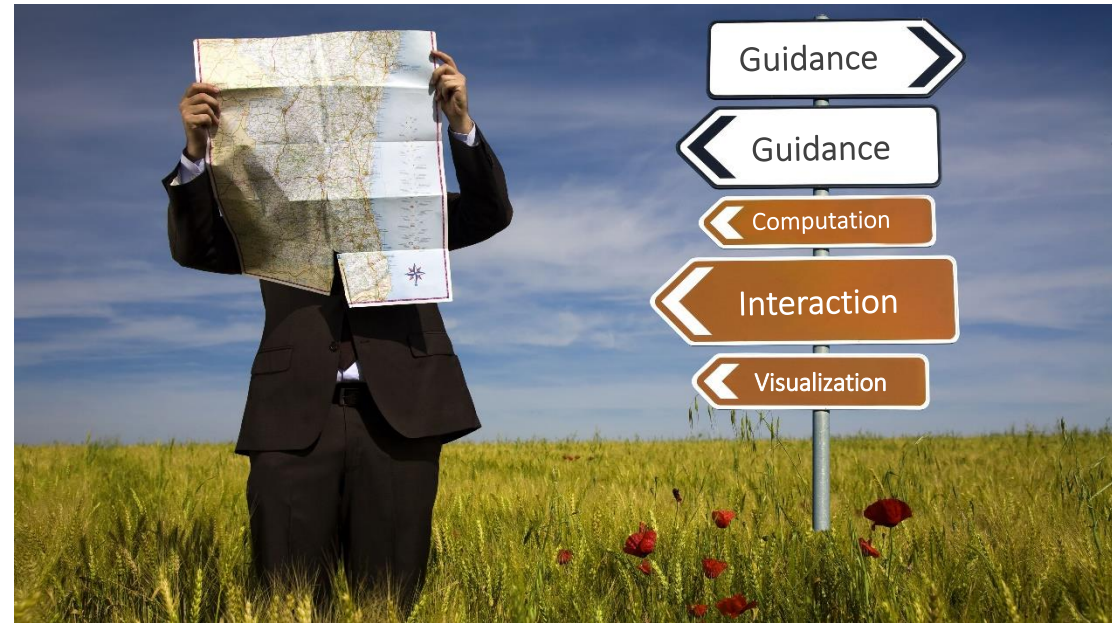 Guidance
Guidance
Computation
Interaction
Visualization